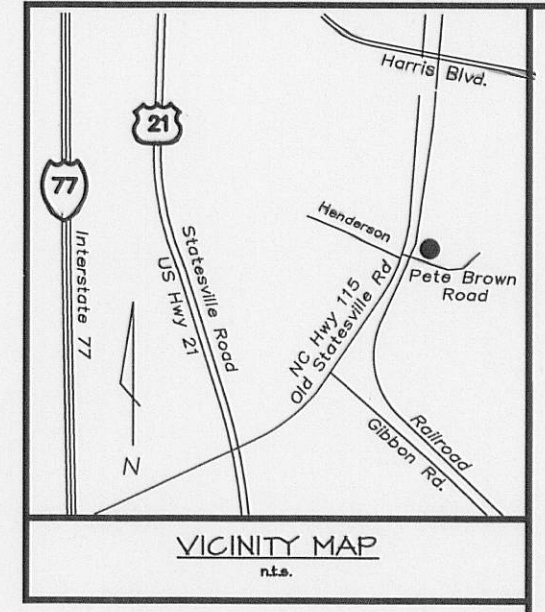 Harris Blvd.
21
77
Henderson
Interstate 77
Statesville Road
US Hwy 21
NC Hwy 115
Old Statesville Rd
Pete Brown
Road
Railroad
Gibbon Rd.
N
VICINITY MAP
n.t.s.